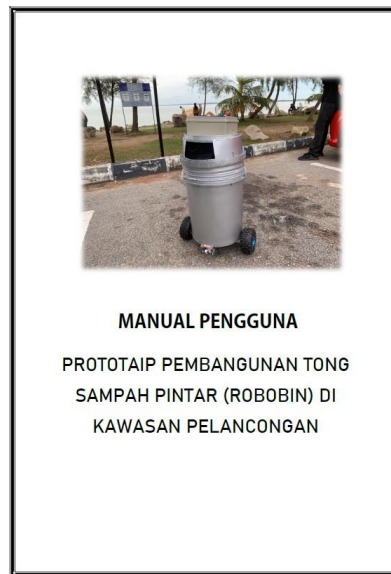 MANUAL PENGGUNA
PROTOTAIP PEMBANGUNAN TONG
SAMPAH PINTAR (ROBOBIN) DI
KAWASAN PELANCONGAN